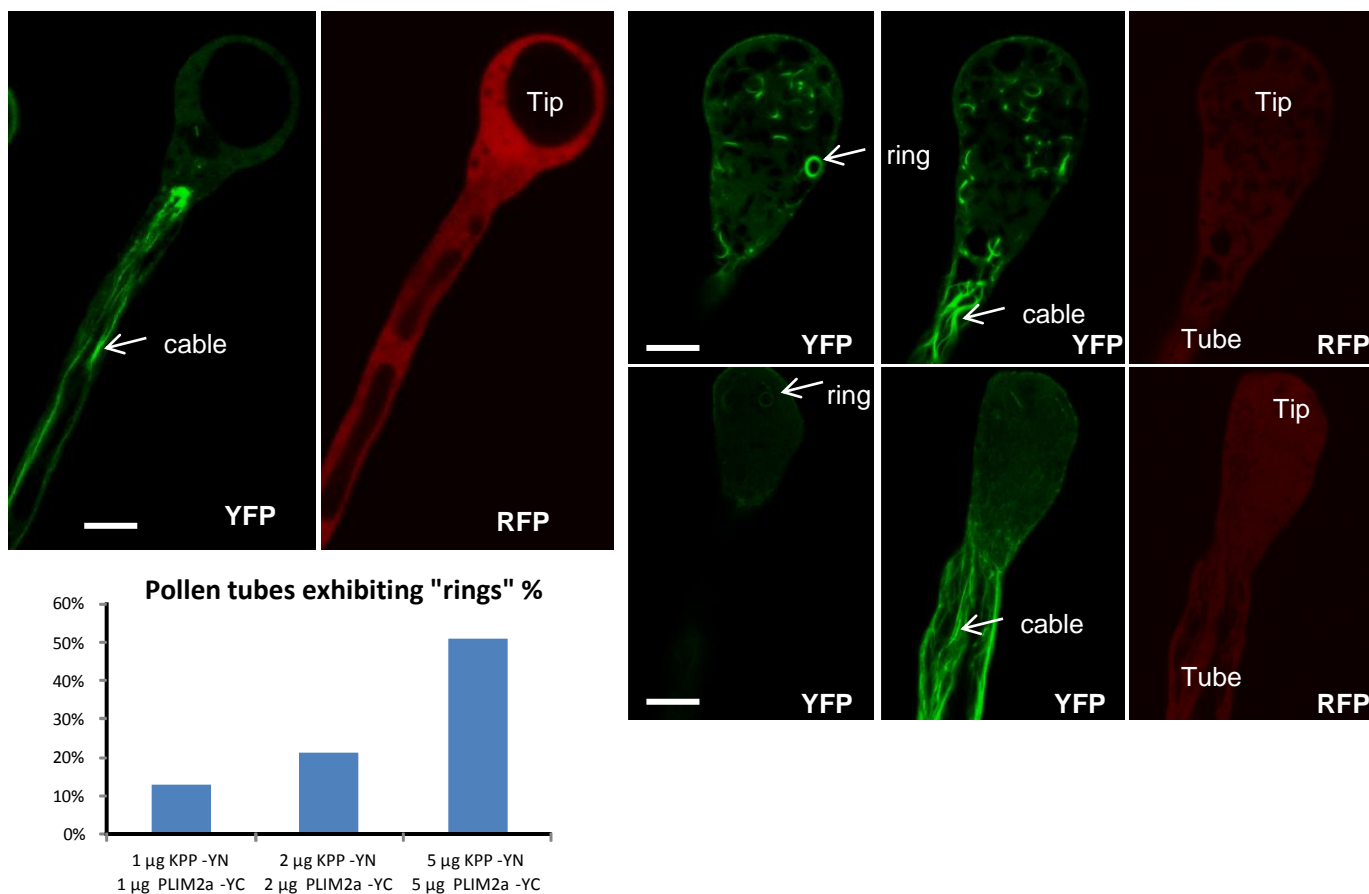 Tip
cable
YFP
RFP
ring
YFP
cable
YFP
Tip
Tube
RFP
ring
YFP
cable
YFP
Tip
Tube
RFP
Pollen tubes exhibiting "rings" %
60%
50%
40%
30%
20%
10%
0%
1 µg KPP -YN
1 µg PLIM2a -YC
2 µg KPP -YN
2 µg PLIM2a -YC
5 µg KPP -YN
5 µg PLIM2a -YC